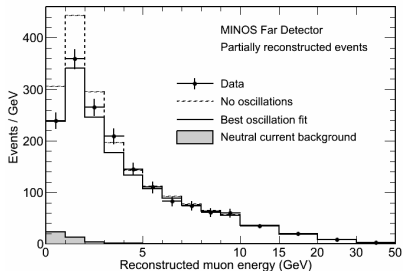 MINOS Far Detector
Partially reconstructed events
Data
No oscillations
Best oscillation fit
Neutral current background
Events / GeV
400
300
200
100
0
0 5 10 15 20 30 50
Reconstructed muon energy (GeV)